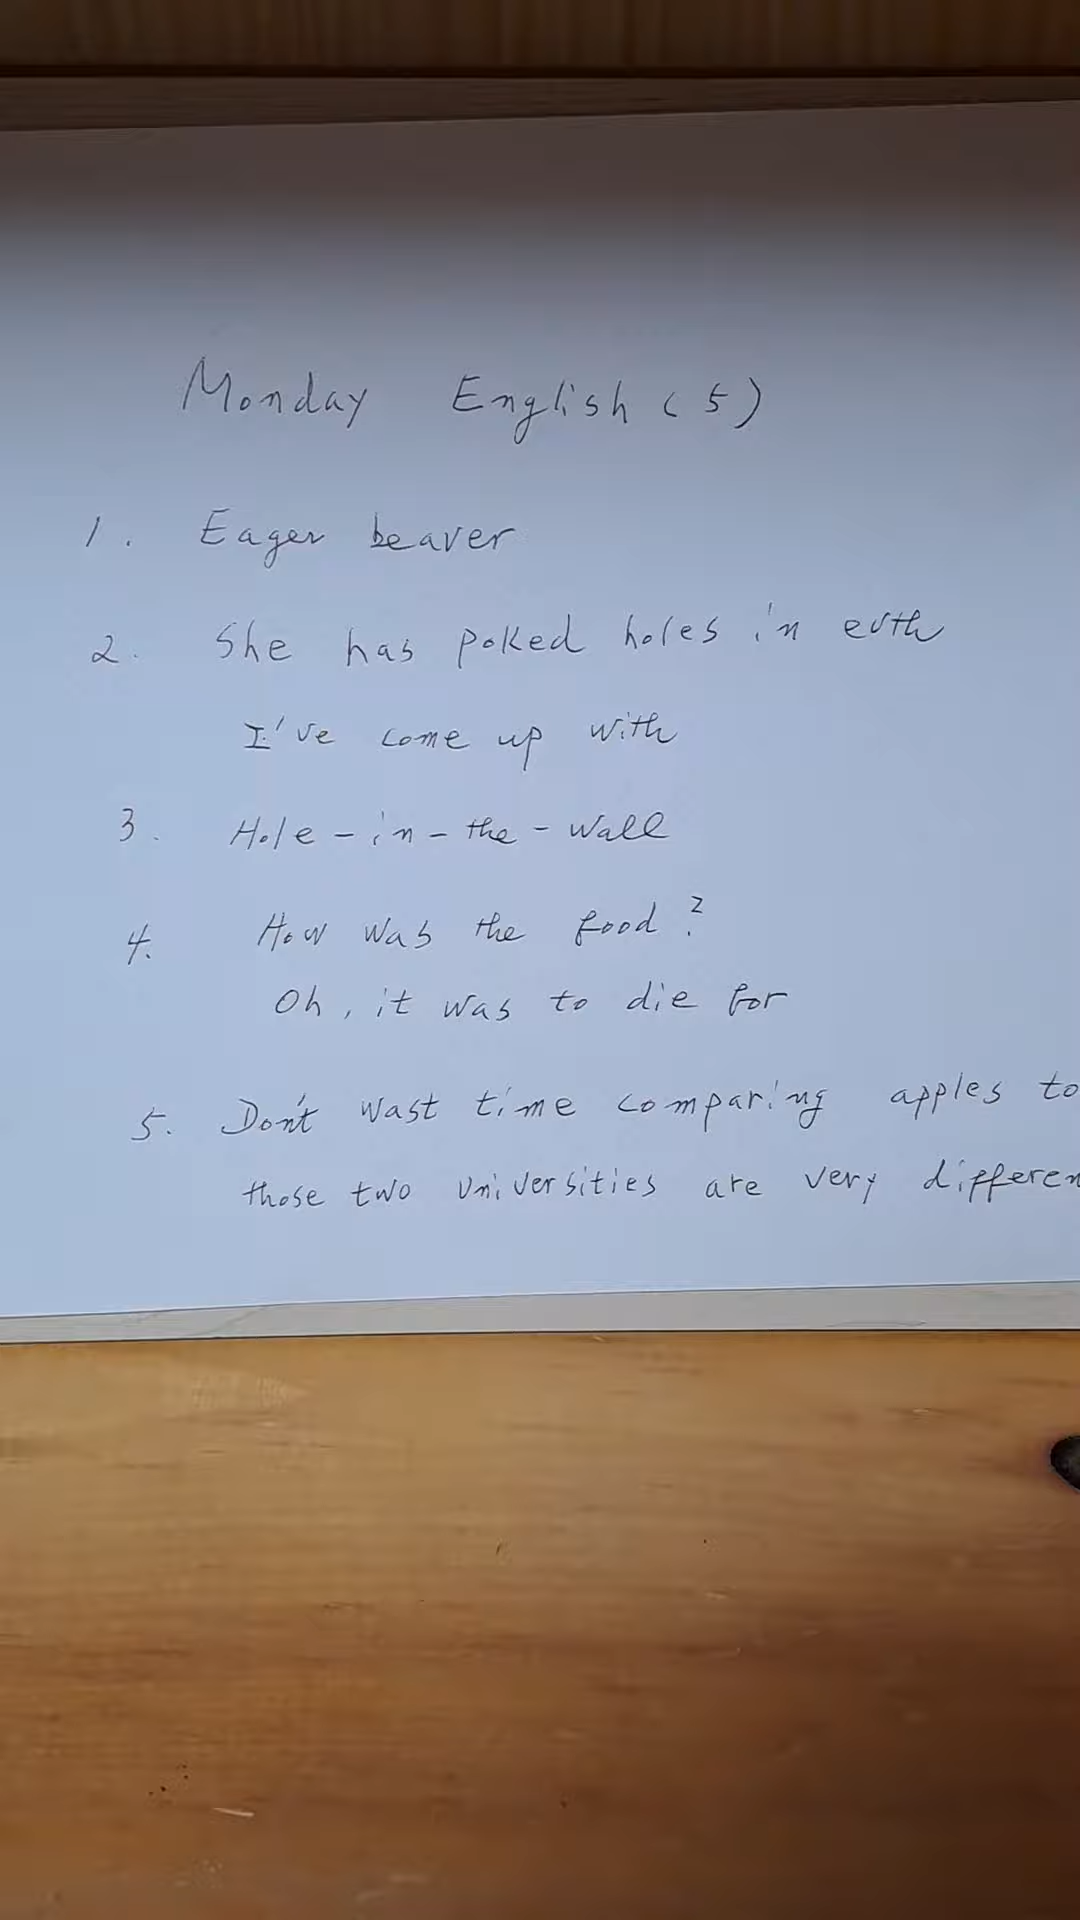 Monday English (5)
1. Eager beaver
2. She has poked holes in
I've come up with
3. Hole-in-the-wall
4. How was the food?
Oh, it was to die for
5. Don't wast time comparing apples to
those two universities are very differen